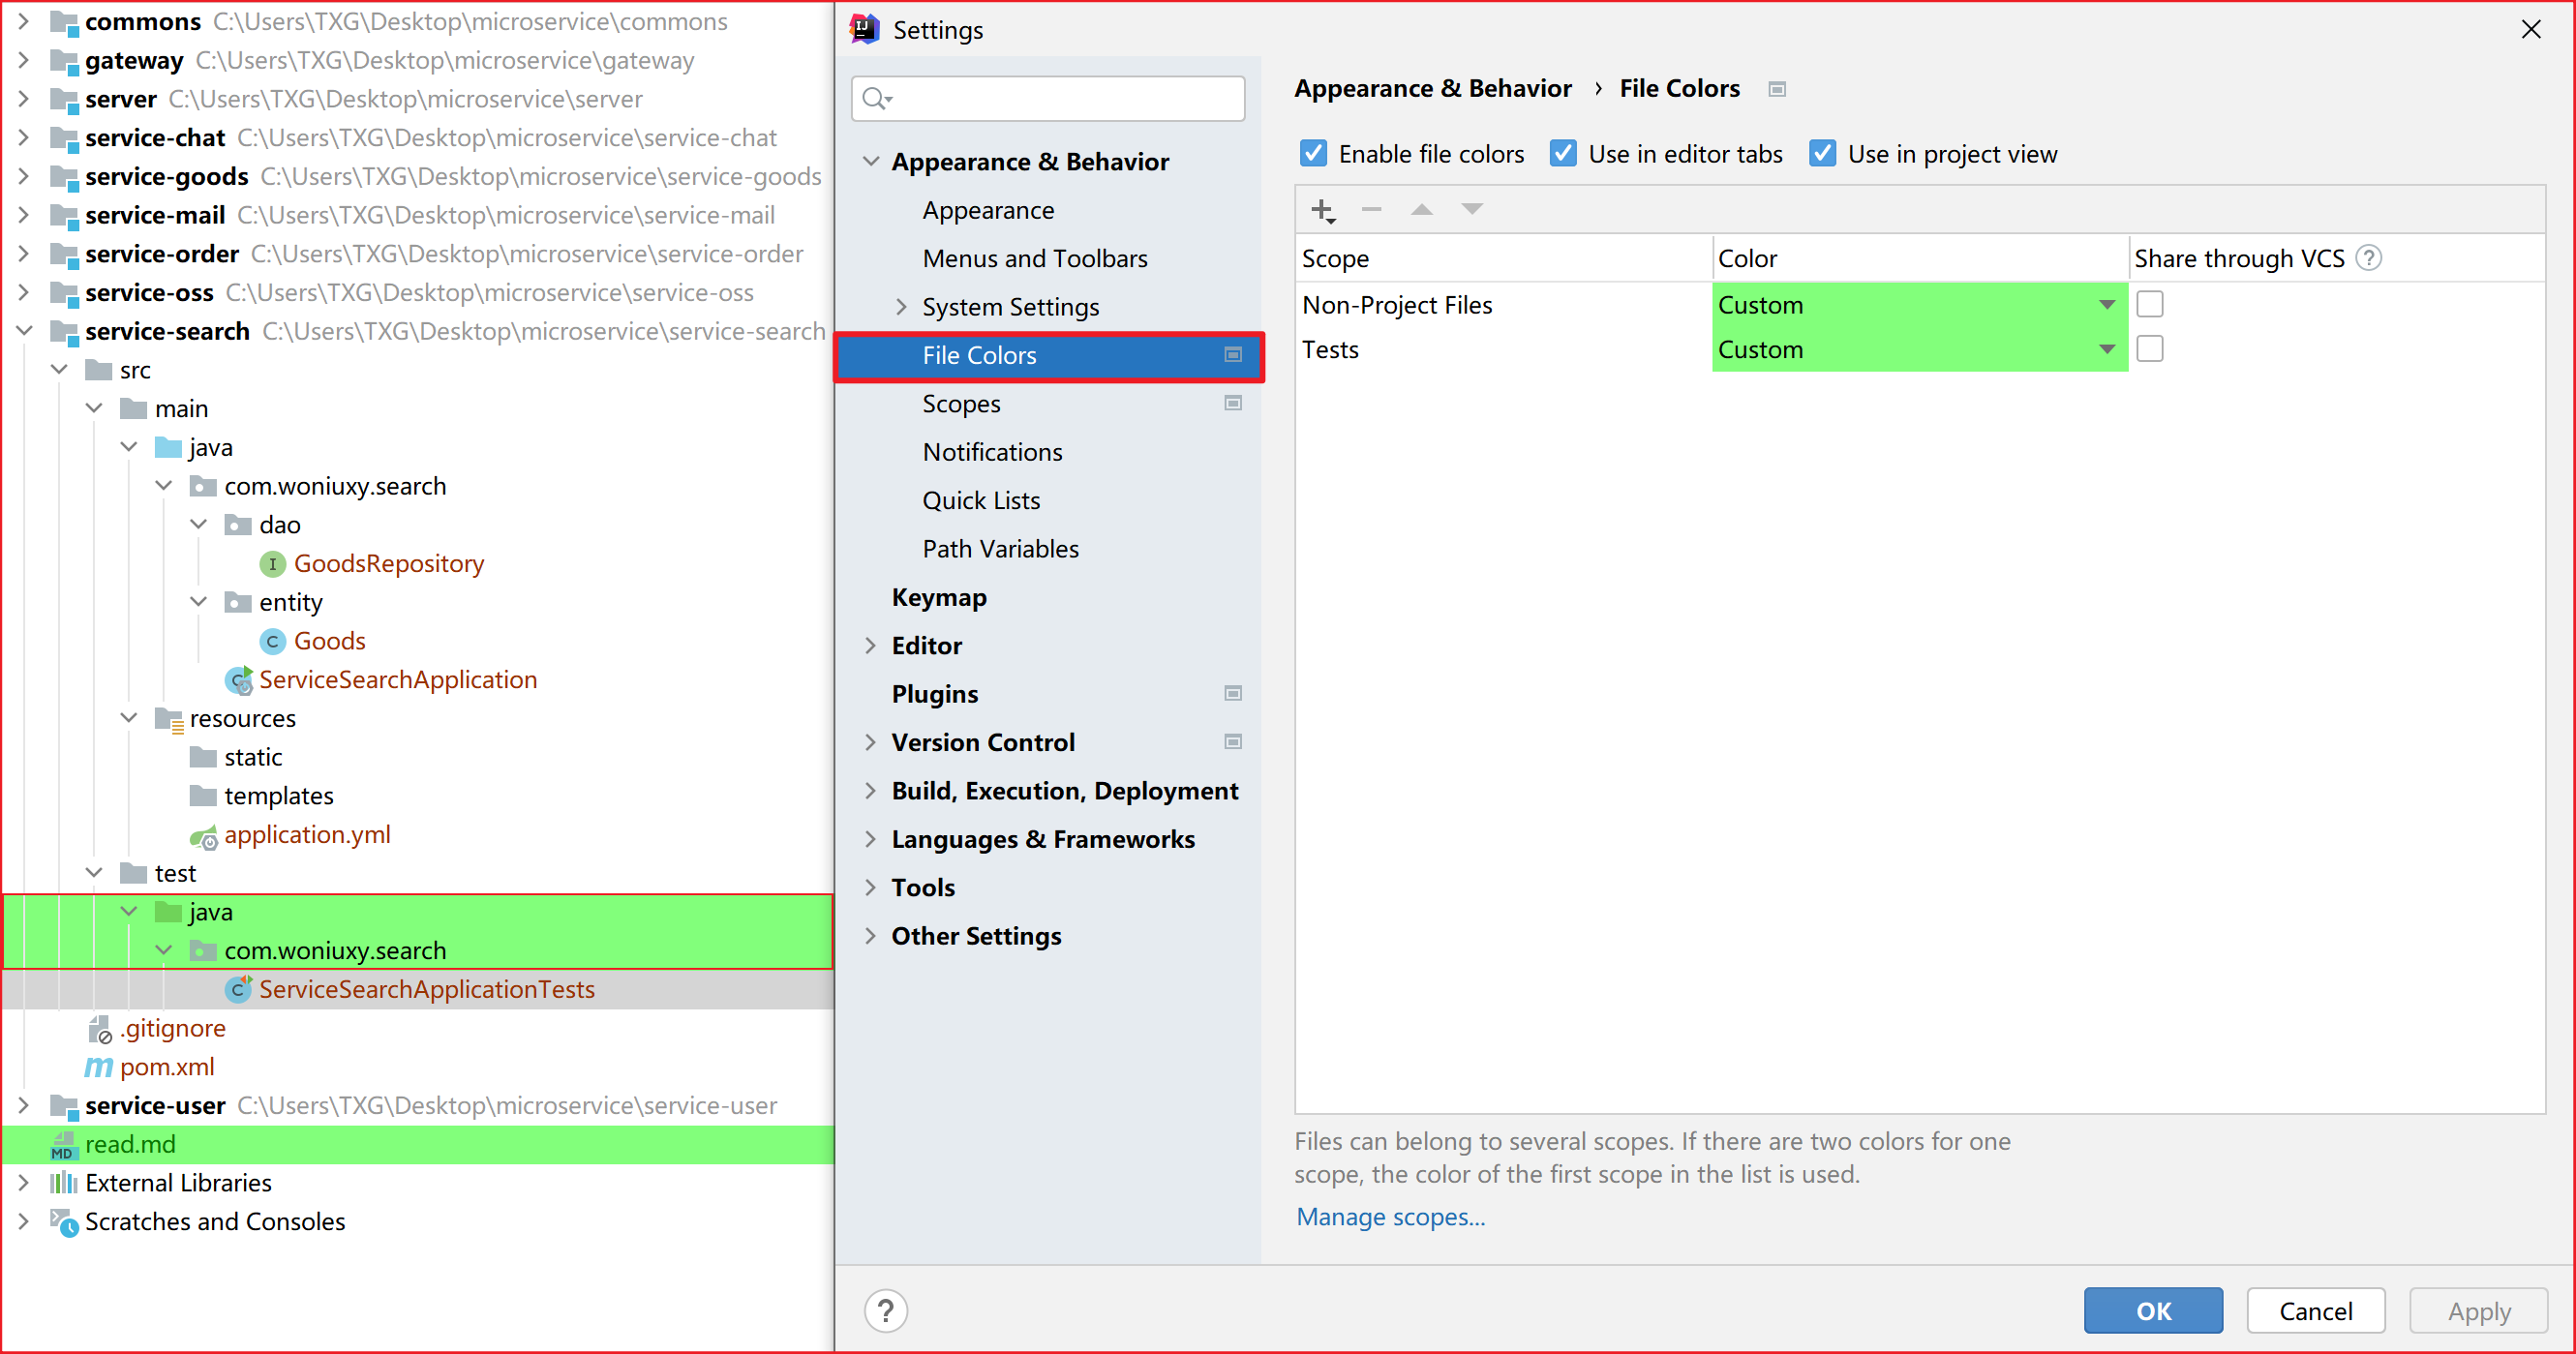 commons C:\Users\TXG\Desktop\microservice\commons
gateway C:\Users\TXG\Desktop\microservice\gateway
server C:\Users\TXG\Desktop\microservice\server
service-chat C:\Users\TXG\Desktop\microservice\service-chat
service-goods C:\Users\TXG\Desktop\microservice\service-goods
service-mail C:\Users\TXG\Desktop\microservice\service-mail
service-order C:\Users\TXG\Desktop\microservice\service-order
service-oss C:\Users\TXG\Desktop\microservice\service-oss
service-search C:\Users\TXG\Desktop\microservice\service-search
src
main
java
com.woniuxy.search
dao
I GoodsRepository
entity
C Goods
C ServiceSearchApplication
resources
static
templates
application.yml
test
java
com.woniuxy.search
C ServiceSearchApplicationTests
.gitignore
m pom.xml
service-user C:\Users\TXG\Desktop\microservice\service-user
MD read.md
External Libraries
Scratches and Consoles
IJ Settings
Appearance & Behavior
Appearance
Menus and Toolbars
System Settings
File Colors
Scopes
Notifications
Quick Lists
Path Variables
Keymap
Editor
Plugins
Version Control
Build, Execution, Deployment
Languages & Frameworks
Tools
Other Settings
Appearance & Behavior › File Colors
Enable file colors Use in editor tabs Use in project view
Scope Color Share through VCS ?
Non-Project Files Custom
Tests Custom
Files can belong to several scopes. If there are two colors for one
scope, the color of the first scope in the list is used.
Manage scopes...
? OK Cancel Apply